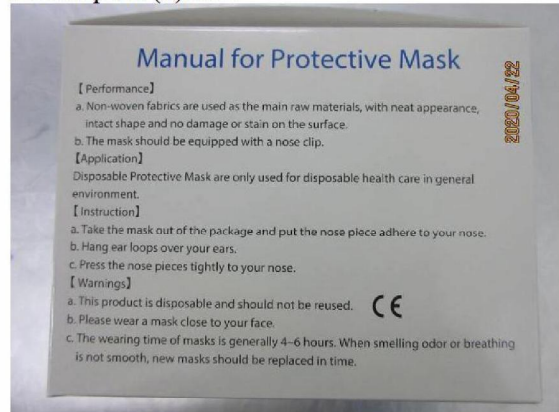 Manual for Protective Mask
【Performance】
a. Non-woven fabrics are used as the main raw materials, with neat appearance,
intact shape and no damage or stain on the surface.
b. The mask should be equipped with a nose clip.
【Application】
Disposable Protective Mask are only used for disposable health care in general
environment.
【Instruction】
a. Take the mask out of the package and put the nose piece adhere to your nose.
b. Hang ear loops over your ears.
c. Press the nose pieces tightly to your nose.
【Warnings】
a. This product is disposable and should not be reused. CE
b. Please wear a mask close to your face.
c. The wearing time of masks is generally 4–6 hours. When smelling odor or breathing
is not smooth, new masks should be replaced in time.
2020/04/22